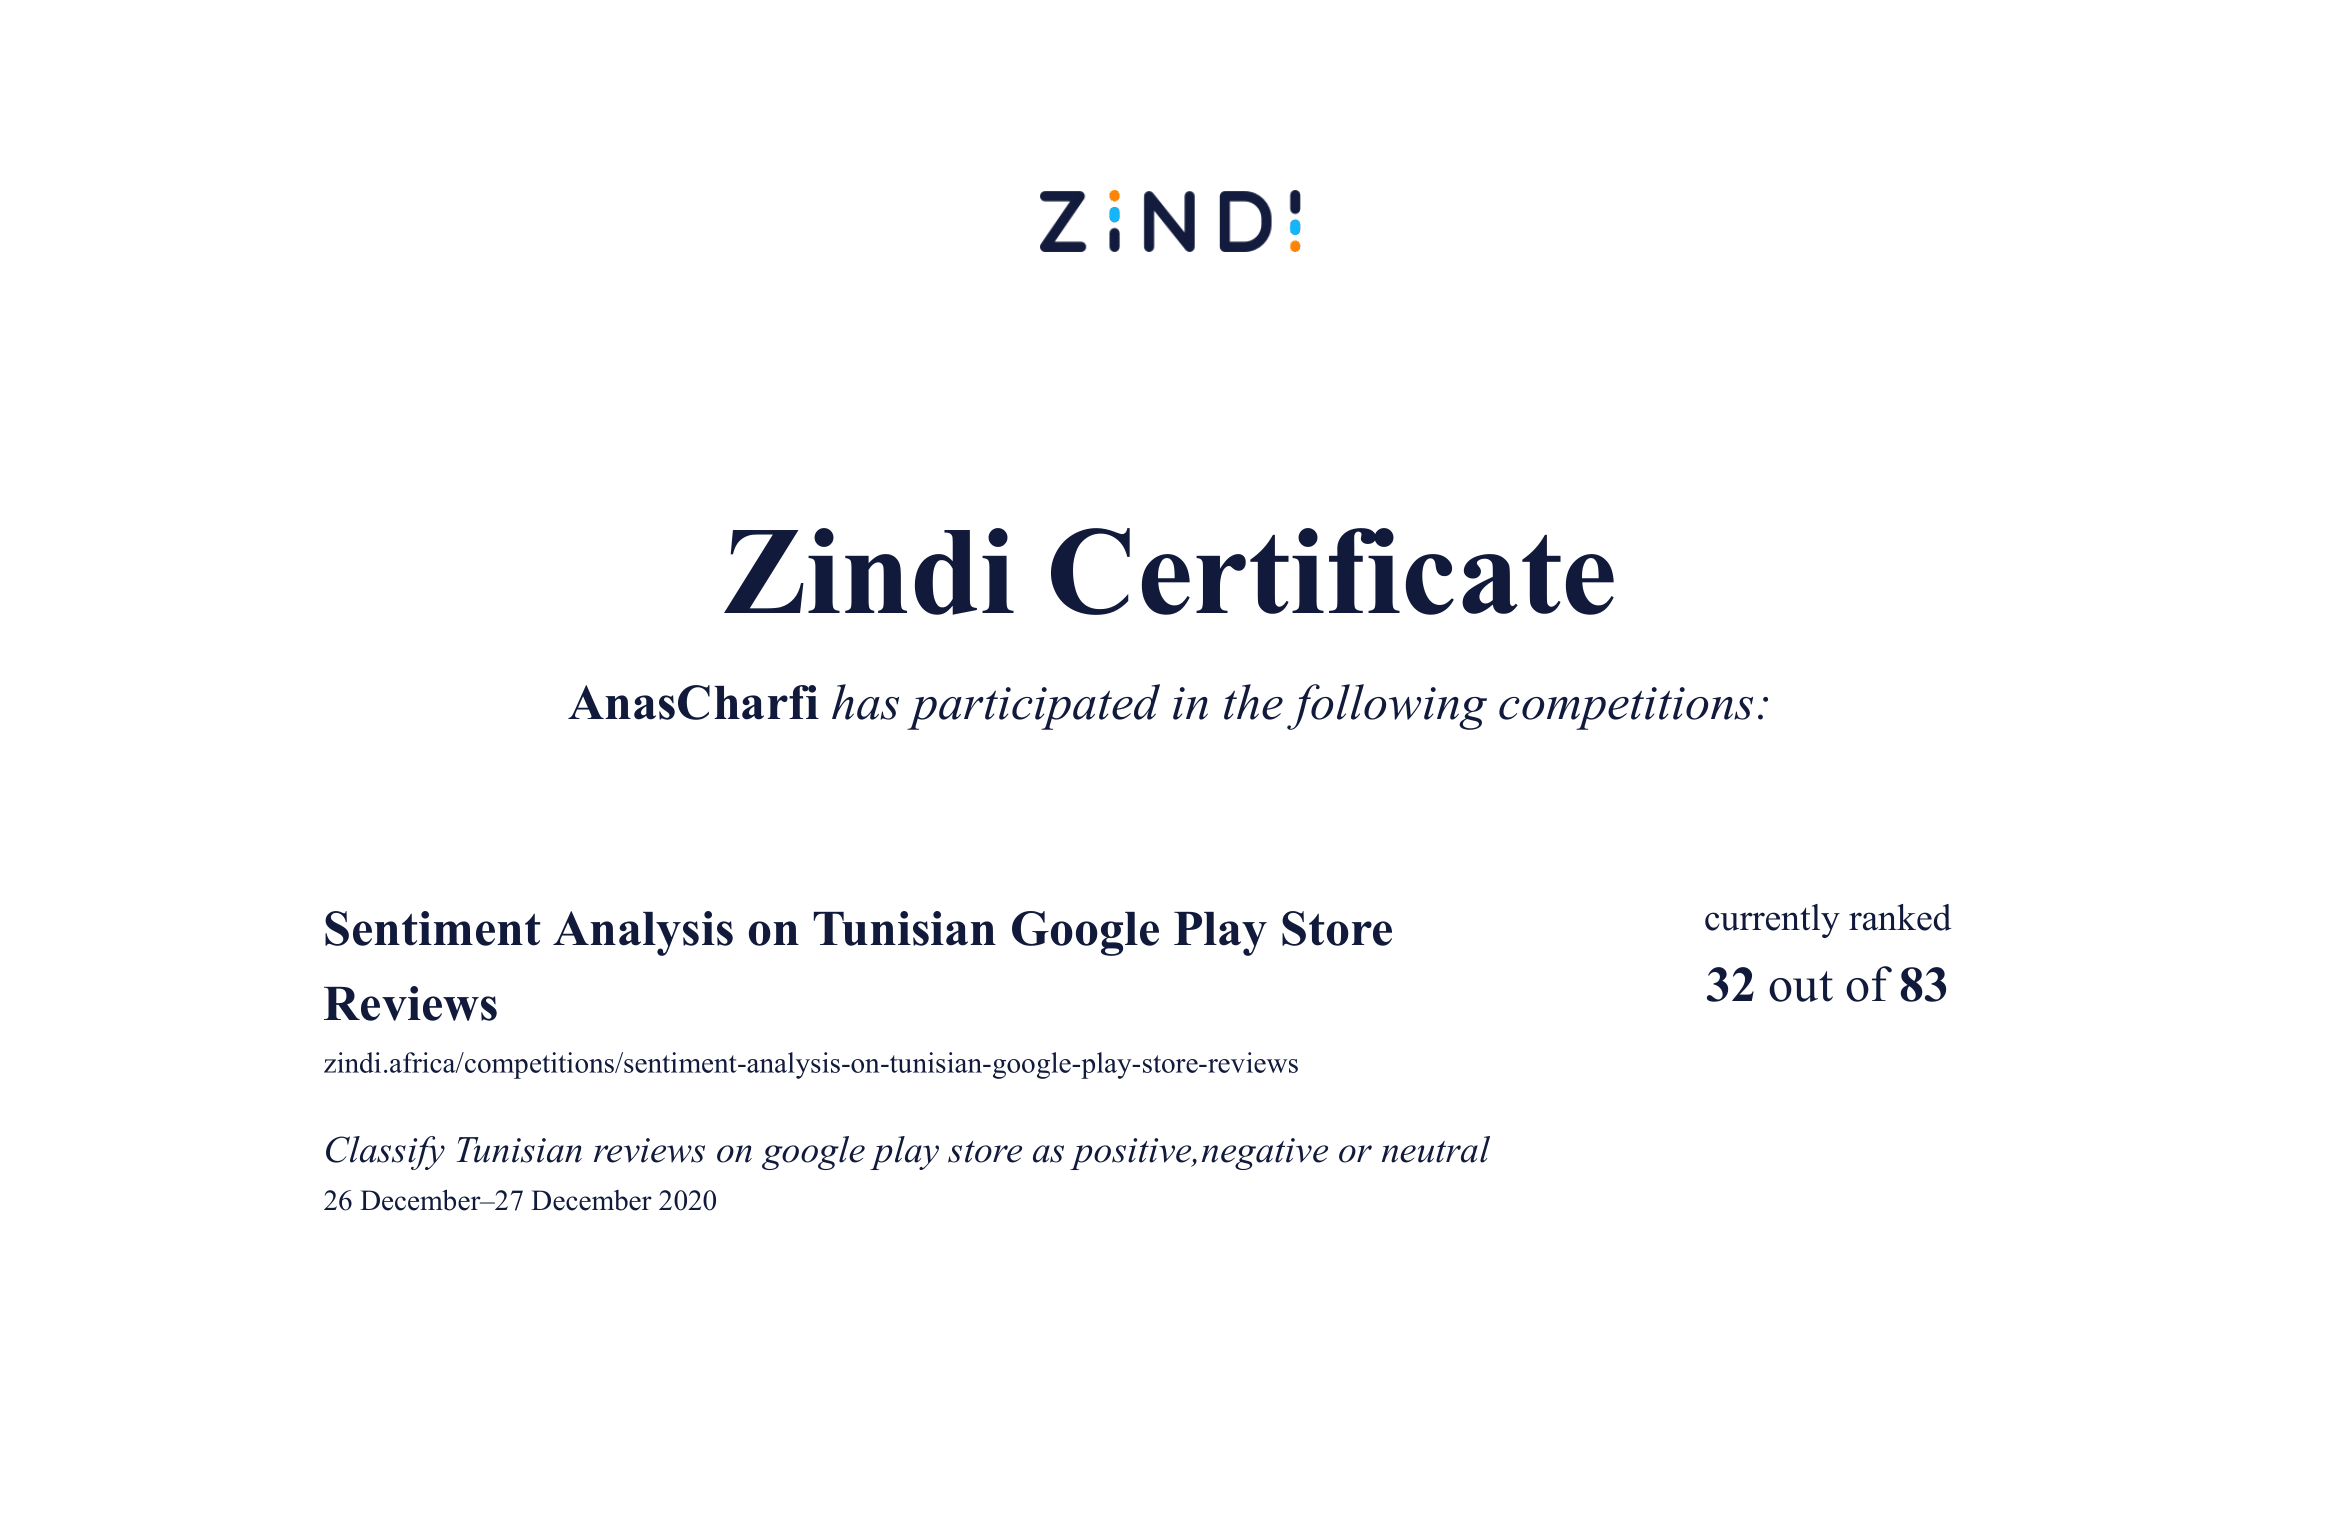 ZINDI
Zindi Certificate
AnasCharfi has participated in the following competitions:
Sentiment Analysis on Tunisian Google Play Store
Reviews
zindi.africa/competitions/sentiment-analysis-on-tunisian-google-play-store-reviews
Classify Tunisian reviews on google play store as positive,negative or neutral
26 December–27 December 2020
currently ranked
32 out of 83